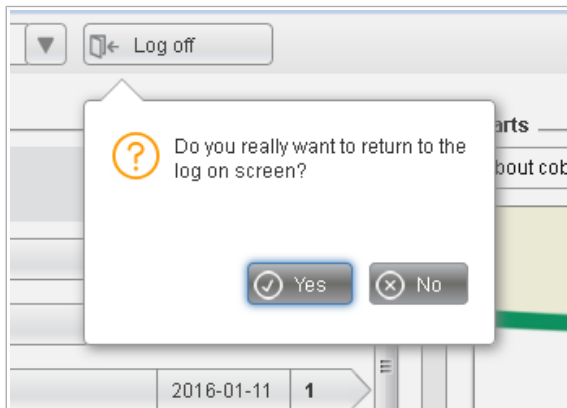 Log off
Do you really want to return to the
log on screen?
arts
bout cob
Yes
No
2016-01-11
1